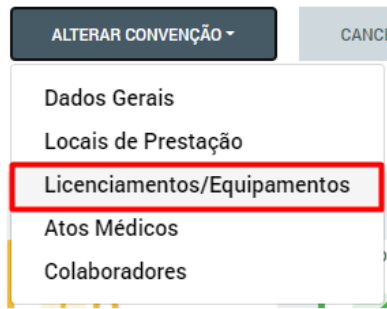 ALTERAR CONVENÇÃO
Dados Gerais
Locais de Prestação
Licenciamentos/Equipamentos
Atos Médicos
Colaboradores